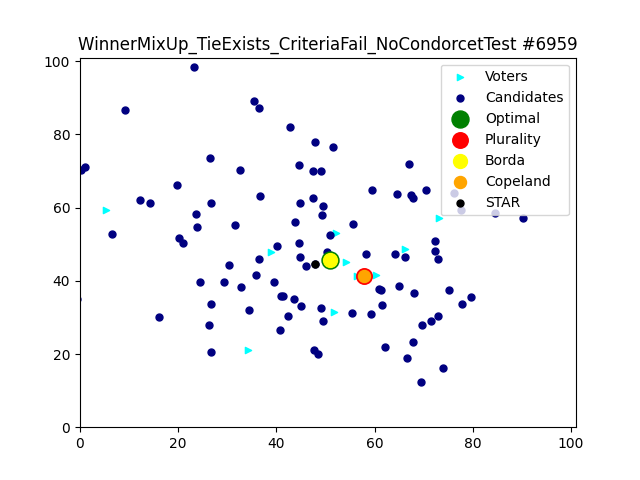 WinnerMixUp_TieExists_CriteriaFail_NoCondorcetTest #6959
100
80
60
40
20
0
0
20
40
60
80
100
Voters
Candidates
Optimal
Plurality
Borda
Copeland
STAR